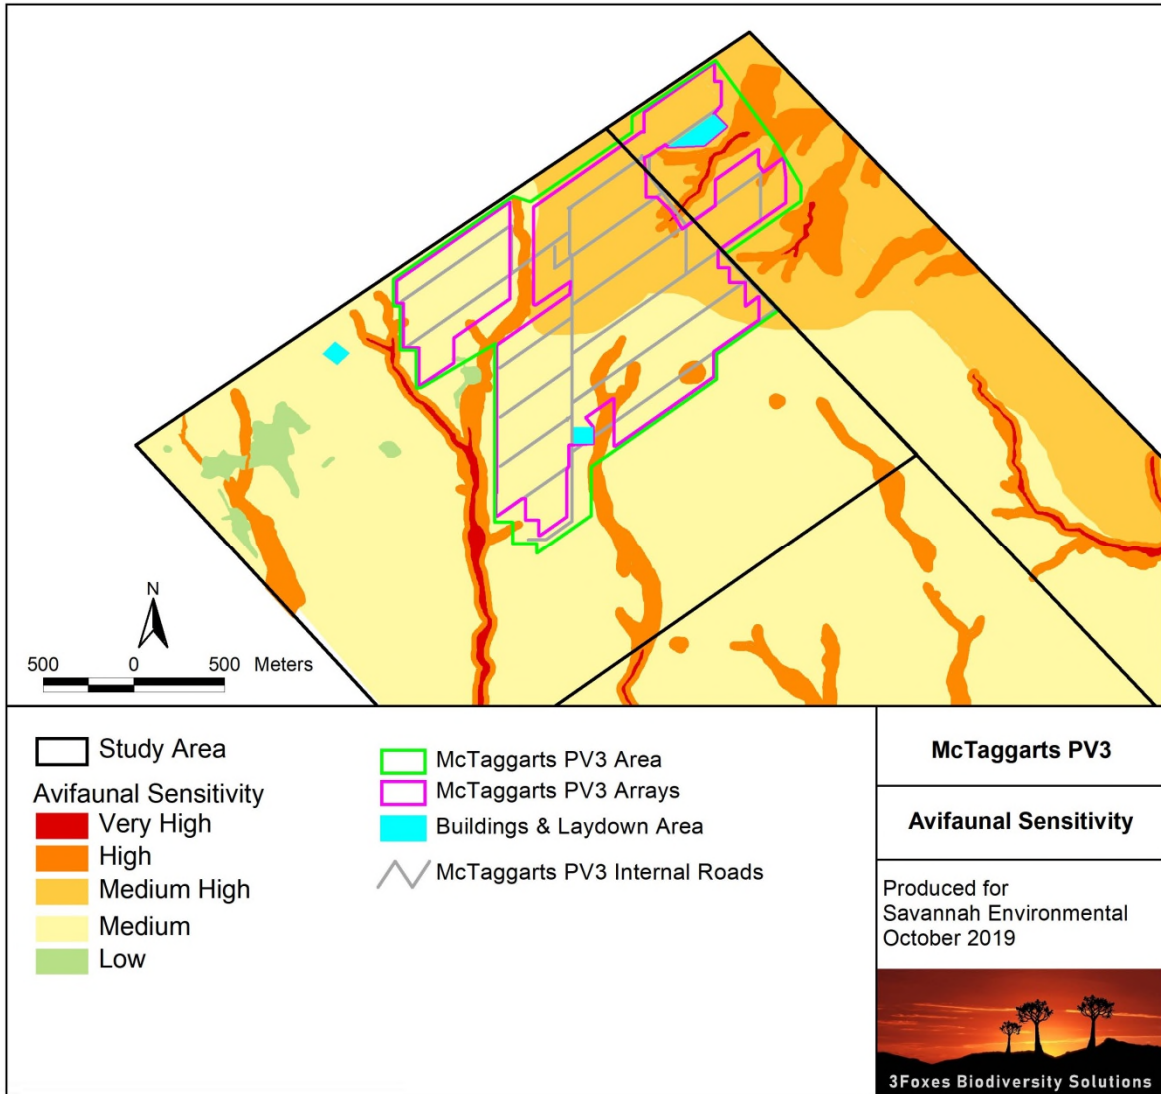 N
500 0 500 Meters
Study Area
Avifaunal Sensitivity
Very High
High
Medium High
Medium
Low
McTaggarts PV3 Area
McTaggarts PV3 Arrays
Buildings & Laydown Area
McTaggarts PV3 Internal Roads
McTaggarts PV3
Avifaunal Sensitivity
Produced for
Savannah Environmental
October 2019
3Foxes Biodiversity Solutions